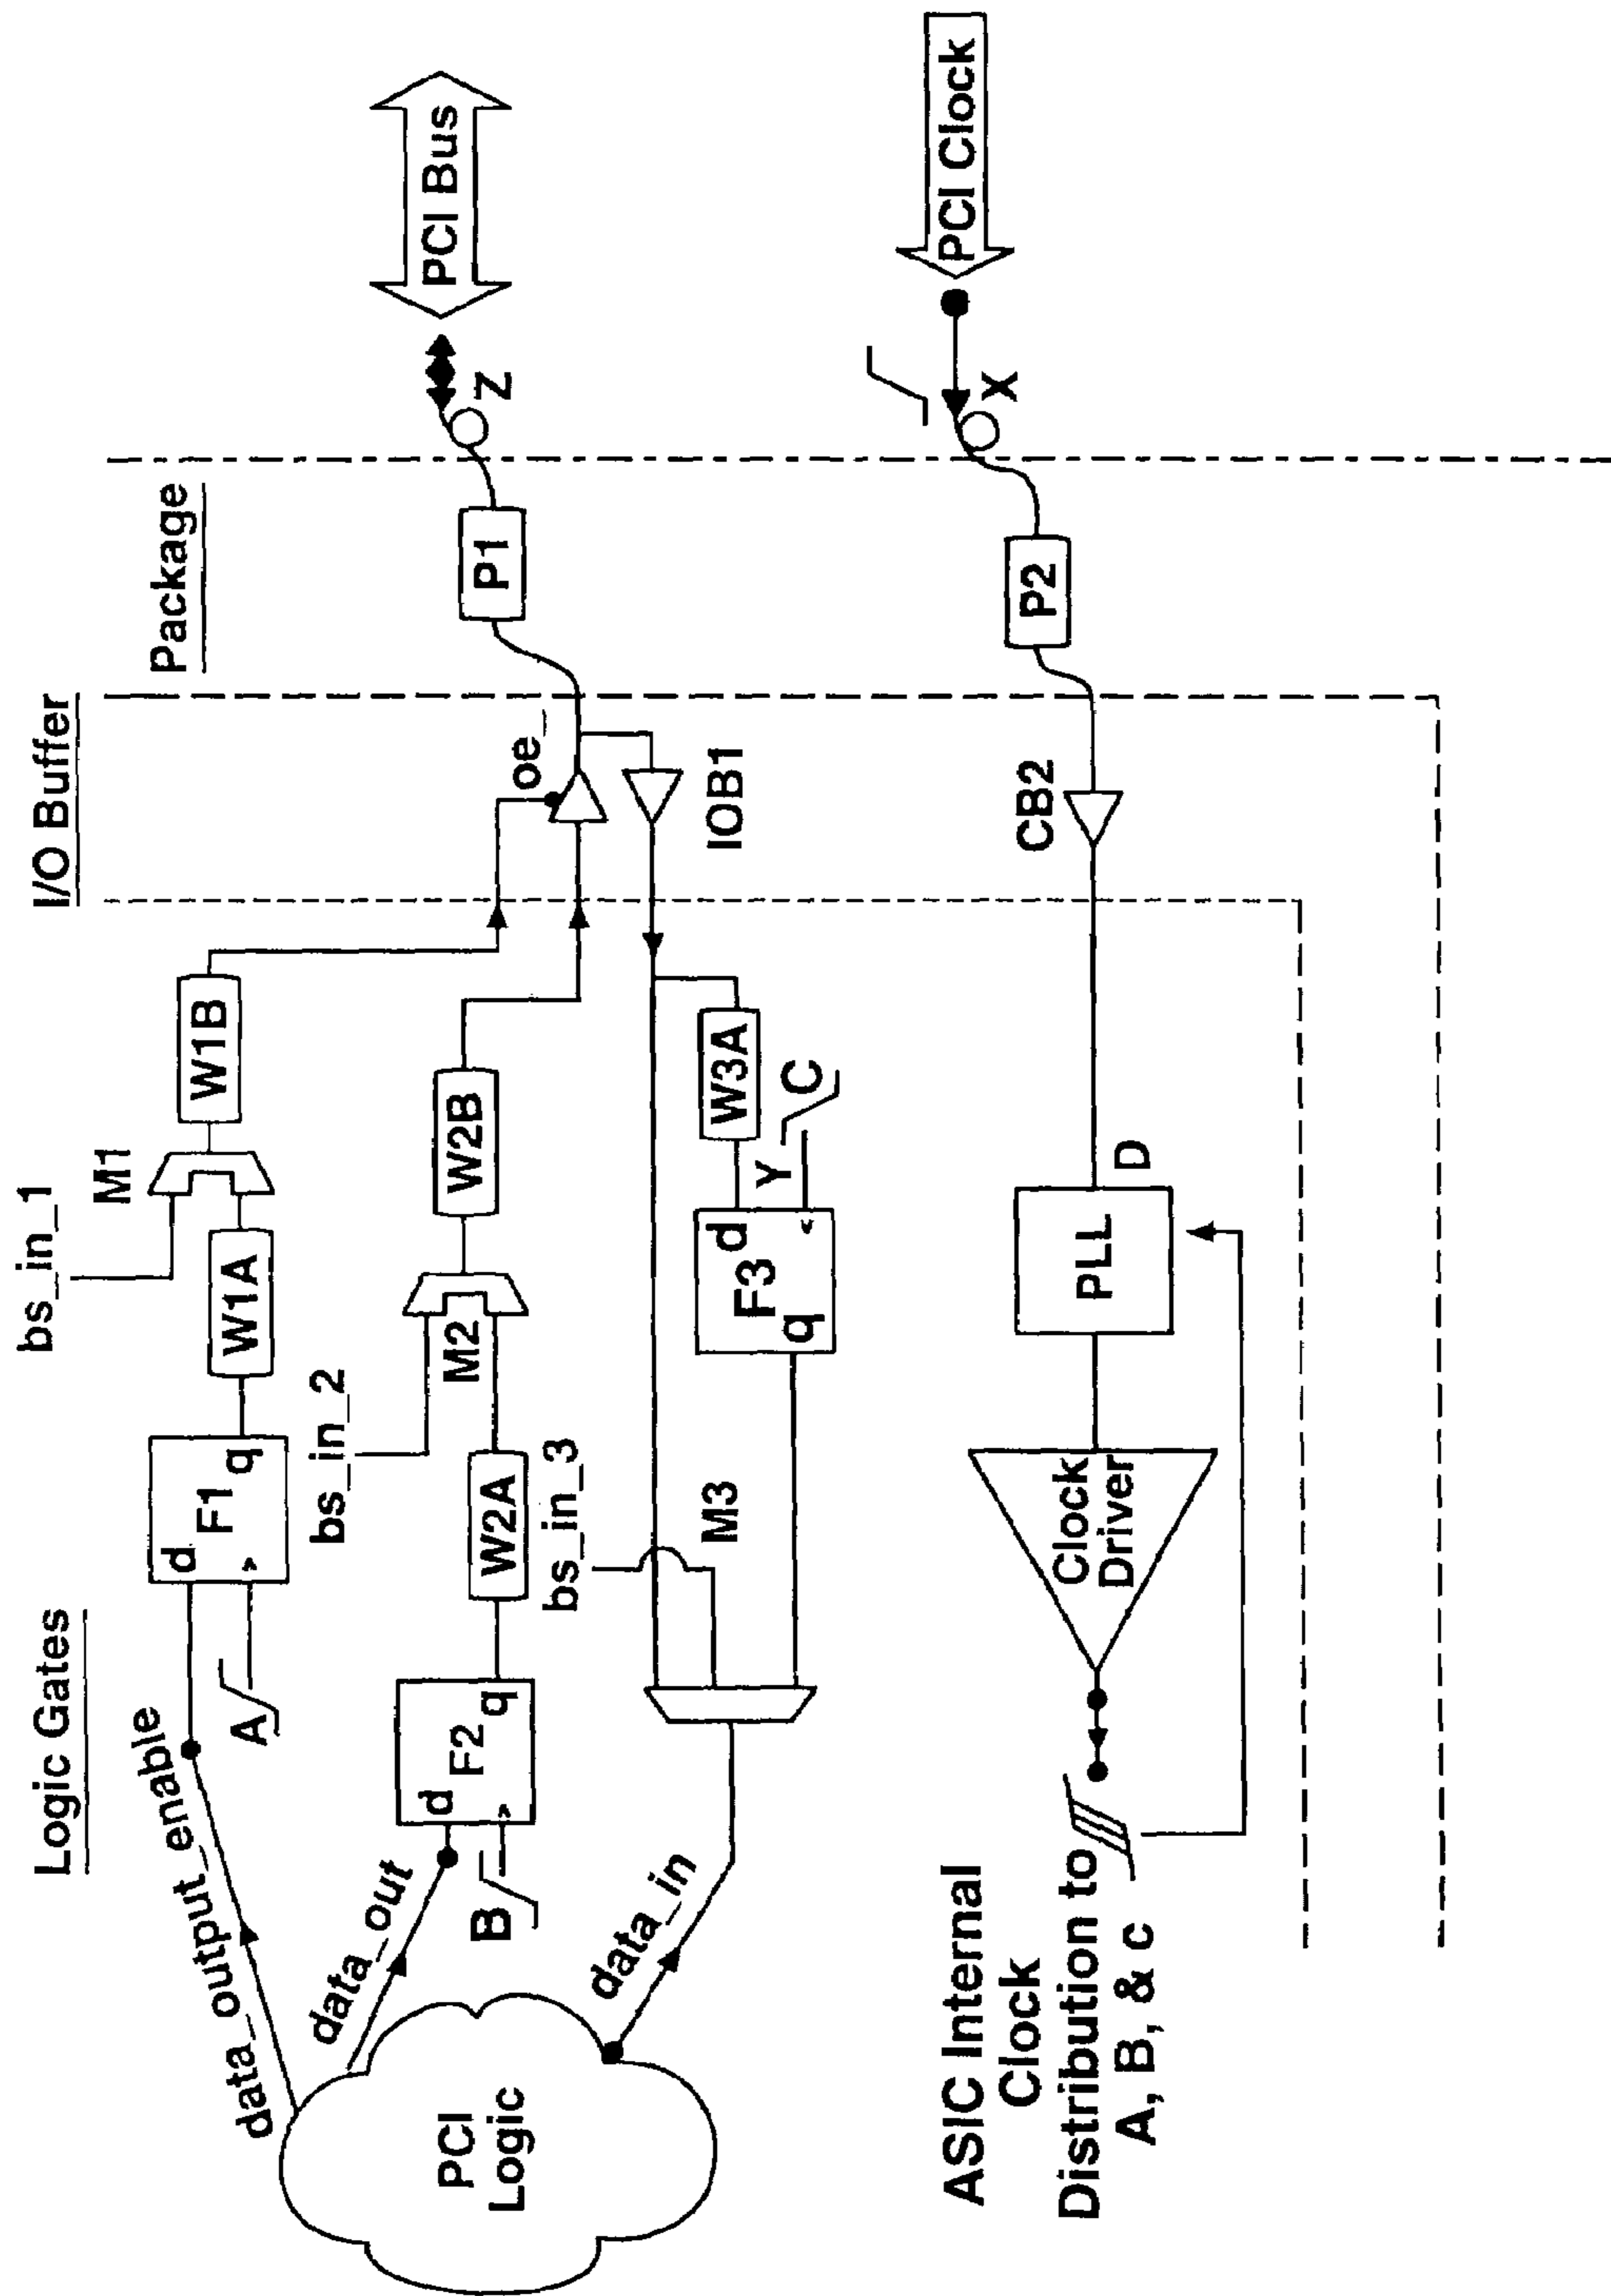 Logic Gates
I/O Buffer
Package
bs_in_1
M1
W1B
W1A
data_output_enable
d
F1
q
A
bs_in_2
M2
W2B
oe_
P1
Z
PCI Bus
data_out
d
F2
q
B
W2A
bs_in_3
IOB1
W3A
M3
d
F3
q
Y
C
data_in
PCI
Logic
ASIC Internal
Clock
Distribution to
A, B, & c
Clock
Driver
PLL
D
CB2
P2
X
PCI Clock